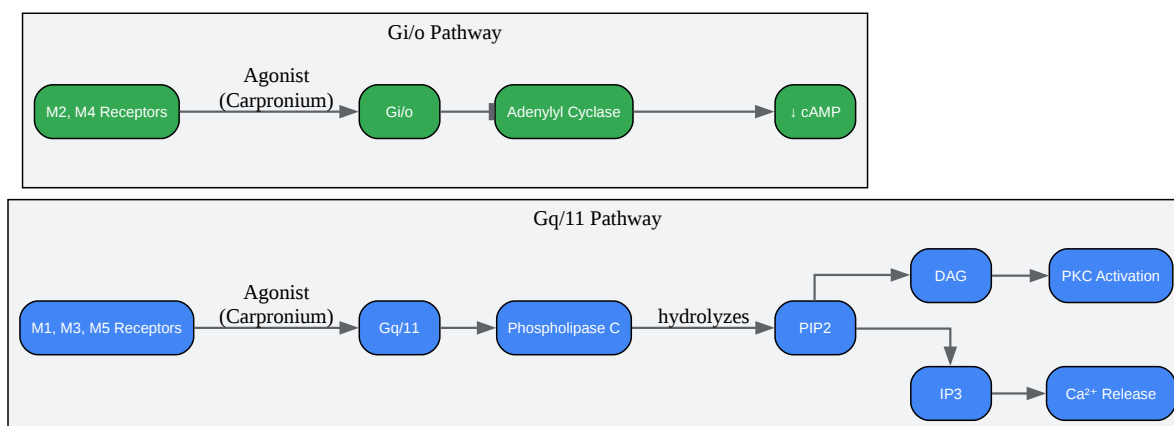 Gi/o Pathway
Agonist
(Carpronium)
M2, M4 Receptors
Gi/o
Adenylyl Cyclase
↓ cAMP
Gq/11 Pathway
DAG
PKC Activation
Agonist
(Carpronium)
M1, M3, M5 Receptors
Gq/11
Phospholipase C
hydrolyzes
PIP2
IP3
Ca²⁺ Release